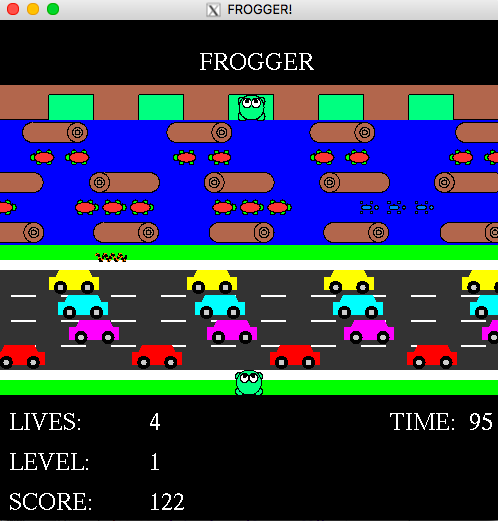 FROGGER!
FROGGER
LIVES: 4 TIME: 95
LEVEL: 1
SCORE: 122